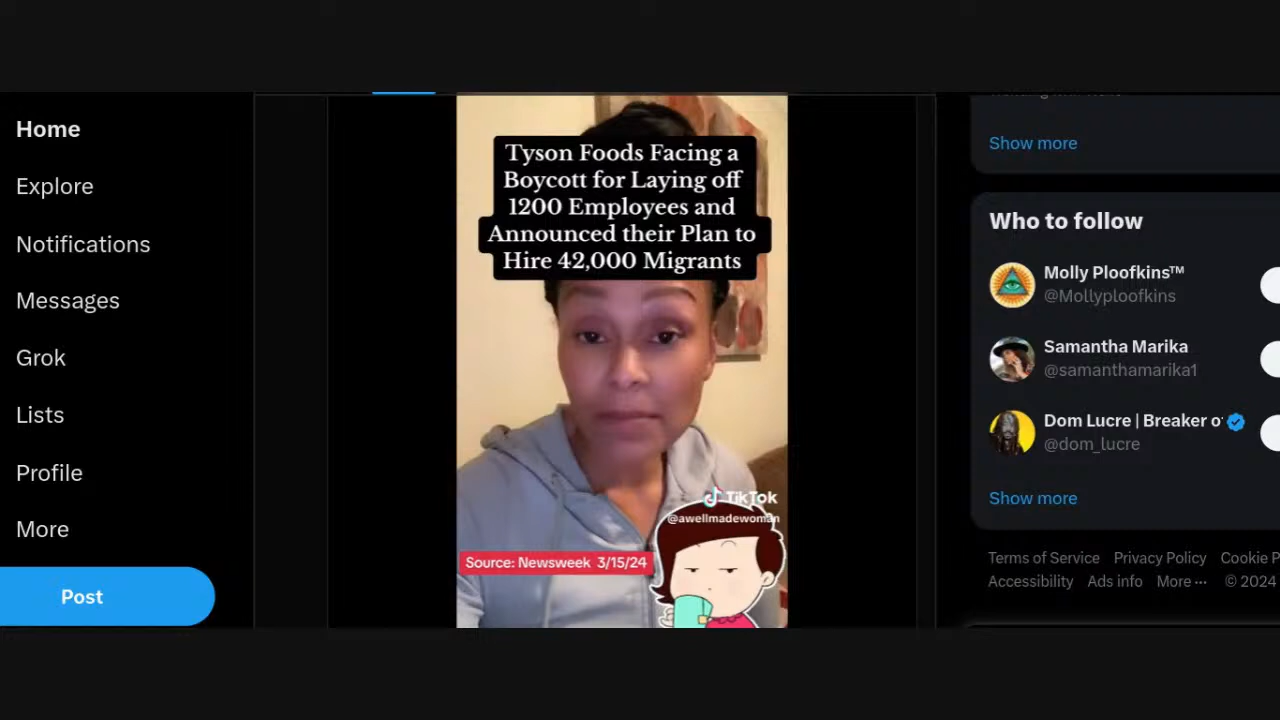 Home
Explore
Notifications
Messages
Grok
Lists
Profile
More
Post
Tyson Foods Facing a
Boycott for Laying off
1200 Employees and
Announced their Plan to
Hire 42,000 Migrants
TikTok
@awellmadewoman
Source: Newsweek 3/15/24
Show more
Who to follow
Molly Ploofkins™
@Mollyploofkins
Samantha Marika
@samanthamarika1
Dom Lucre | Breaker
@dom_lucre
Show more
Terms of Service Privacy Policy Cookie
Accessibility Ads info More ··· © 2024